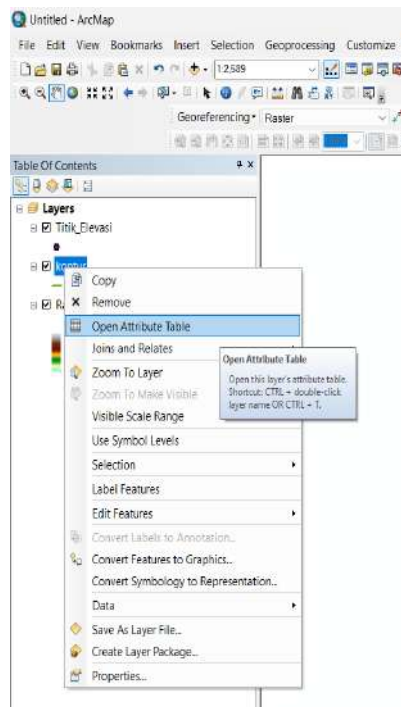 Untitled - ArcMap
File Edit View Bookmarks Insert Selection Geoprocessing Customize
1:2,589
Georeferencing Raster
Table Of Contents
Layers
Titik_Elevasi
kontur
Copy
Remove
Open Attribute Table
Joins and Relates
Open Attribute Table
Open this layer's attribute table.
Shortcut: CTRL + double-click
layer name OR CTRL + T.
Zoom To Layer
Zoom To Make Visible
Visible Scale Range
Use Symbol Levels
Selection
Label Features
Edit Features
Convert Labels to Annotation...
Convert Features to Graphics...
Convert Symbology to Representation...
Data
Save As Layer File...
Create Layer Package...
Properties...